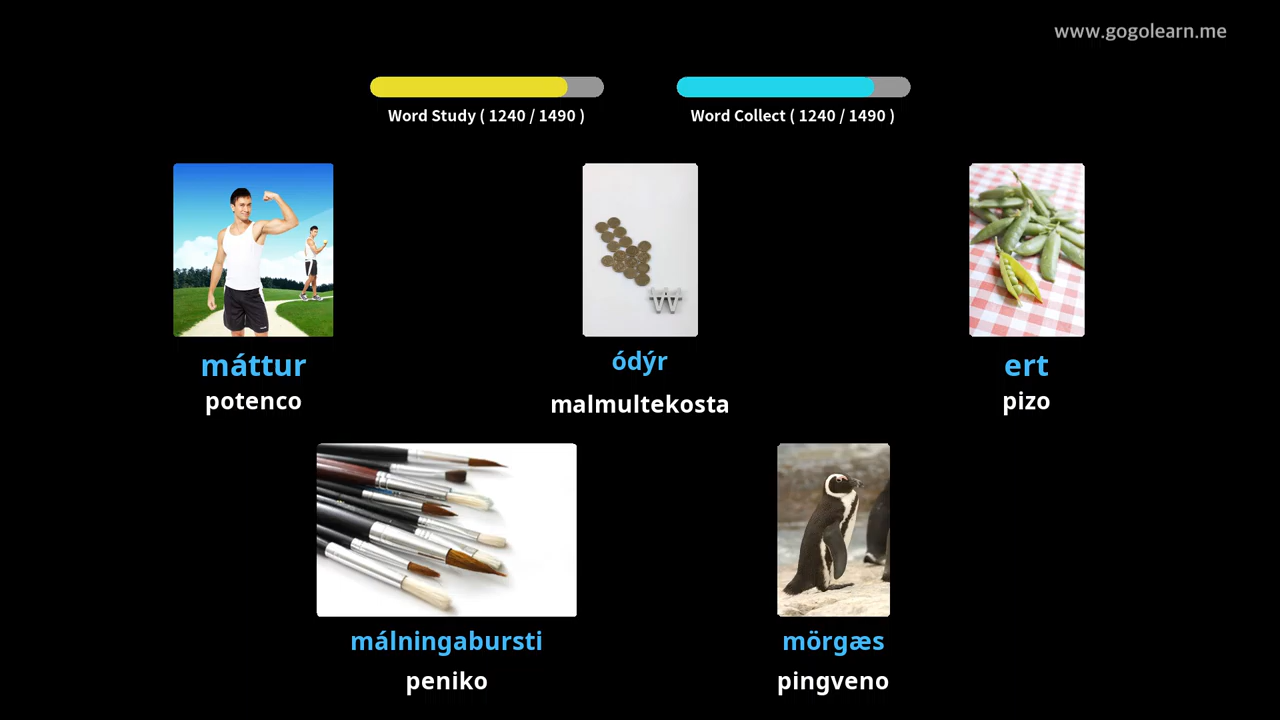 www.gogolearn.me
Word Study ( 1240 / 1490 )
Word Collect ( 1240 / 1490 )
máttur
potenco
ódýr
malmultekosta
ert
pizo
málningabursti
peniko
mörgæs
pingveno